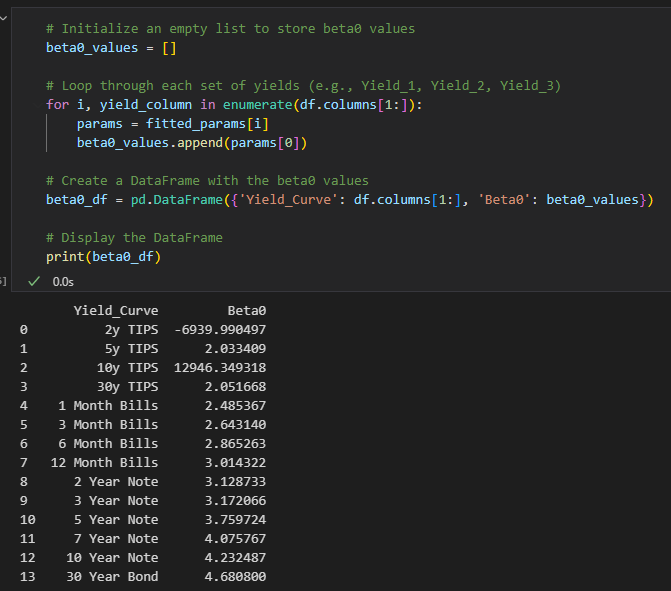 # Initialize an empty list to store beta0 values
beta0_values = []
# Loop through each set of yields (e.g., Yield_1, Yield_2, Yield_3)
for i, yield_column in enumerate(df.columns[1:]):
    params = fitted_params[i]
    beta0_values.append(params[0])
# Create a DataFrame with the beta0 values
beta0_df = pd.DataFrame({'Yield_Curve': df.columns[1:], 'Beta0': beta0_values})
# Display the DataFrame
print(beta0_df)
] ✓ 0.0s
Yield_Curve Beta0
0 2y TIPS -6939.990497
1 5y TIPS 2.033409
2 10y TIPS 12946.349318
3 30y TIPS 2.051668
4 1 Month Bills 2.485367
5 3 Month Bills 2.643140
6 6 Month Bills 2.865263
7 12 Month Bills 3.014322
8 2 Year Note 3.128733
9 3 Year Note 3.172066
10 5 Year Note 3.759724
11 7 Year Note 4.075767
12 10 Year Note 4.232487
13 30 Year Bond 4.680800